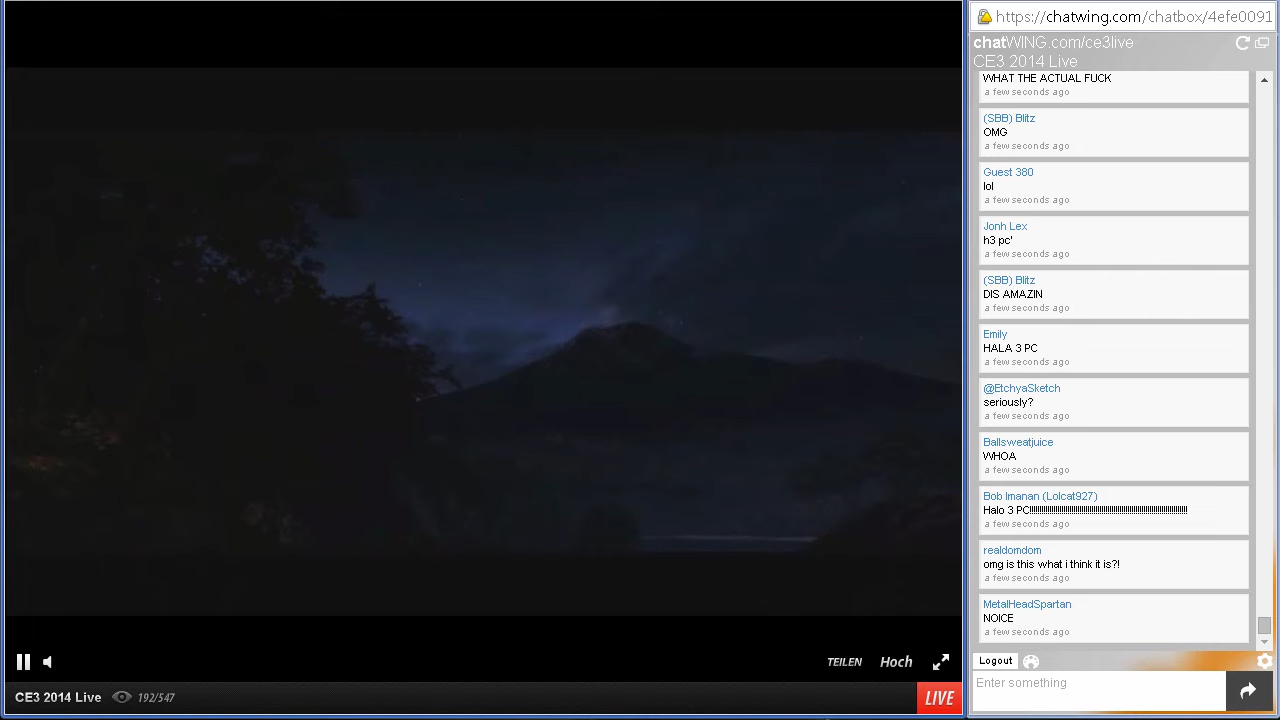 https://chatwing.com/chatbox/4efe0091
chatWING.com/ce3live
CE3 2014 Live
WHAT THE ACTUAL FUCK
a few seconds ago
(SBB) Blitz
OMG
a few seconds ago
Guest 380
lol
a few seconds ago
Jonh Lex
h3 pc'
a few seconds ago
(SBB) Blitz
DIS AMAZIN
a few seconds ago
Emily
HALA 3 PC
a few seconds ago
@EtchyaSketch
seriously?
a few seconds ago
Ballsweatjuice
WHOA
a few seconds ago
Bob Imanan (Lolcat927)
Halo 3 PC!!!!!!!!!!!!!!!!!!!!!!!!!!!!!!!!!!!!!!!!!!!!!!!!!!!!!!!!!!!!!!!
a few seconds ago
realdomdom
omg is this what i think it is?!
a few seconds ago
MetalHeadSpartan
NOICE
a few seconds ago
Logout
Enter something
TEILEN Hoch
CE3 2014 Live 192/547 LIVE